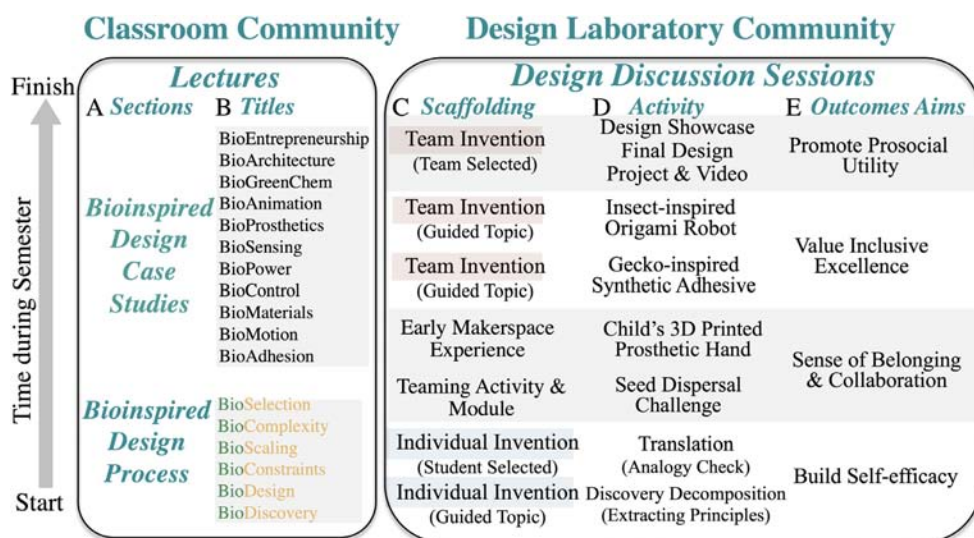 Classroom Community
Design Laboratory Community
Finish
Time during Semester
Start
Lectures
A Sections
B Titles
BioEntrepreneurship
BioArchitecture
BioGreenChem
BioAnimation
BioProsthetics
BioSensing
BioPower
BioControl
BioMaterials
BioMotion
BioAdhesion
Bioinspired
Design
Case
Studies
BioSelection
BioComplexity
BioScaling
BioConstraints
BioDesign
BioDiscovery
Bioinspired
Design
Process
Design Discussion Sessions
C Scaffolding
D Activity
E Outcomes Aims
Team Invention
(Team Selected)
Design Showcase
Final Design
Project & Video
Promote Prosocial
Utility
Team Invention
(Guided Topic)
Insect-inspired
Origami Robot
Team Invention
(Guided Topic)
Gecko-inspired
Synthetic Adhesive
Value Inclusive
Excellence
Early Makerspace
Experience
Child's 3D Printed
Prosthetic Hand
Teaming Activity &
Module
Seed Dispersal
Challenge
Sense of Belonging
& Collaboration
Individual Invention
(Student Selected)
Translation
(Analogy Check)
Individual Invention
(Guided Topic)
Discovery Decomposition
(Extracting Principles)
Build Self-efficacy